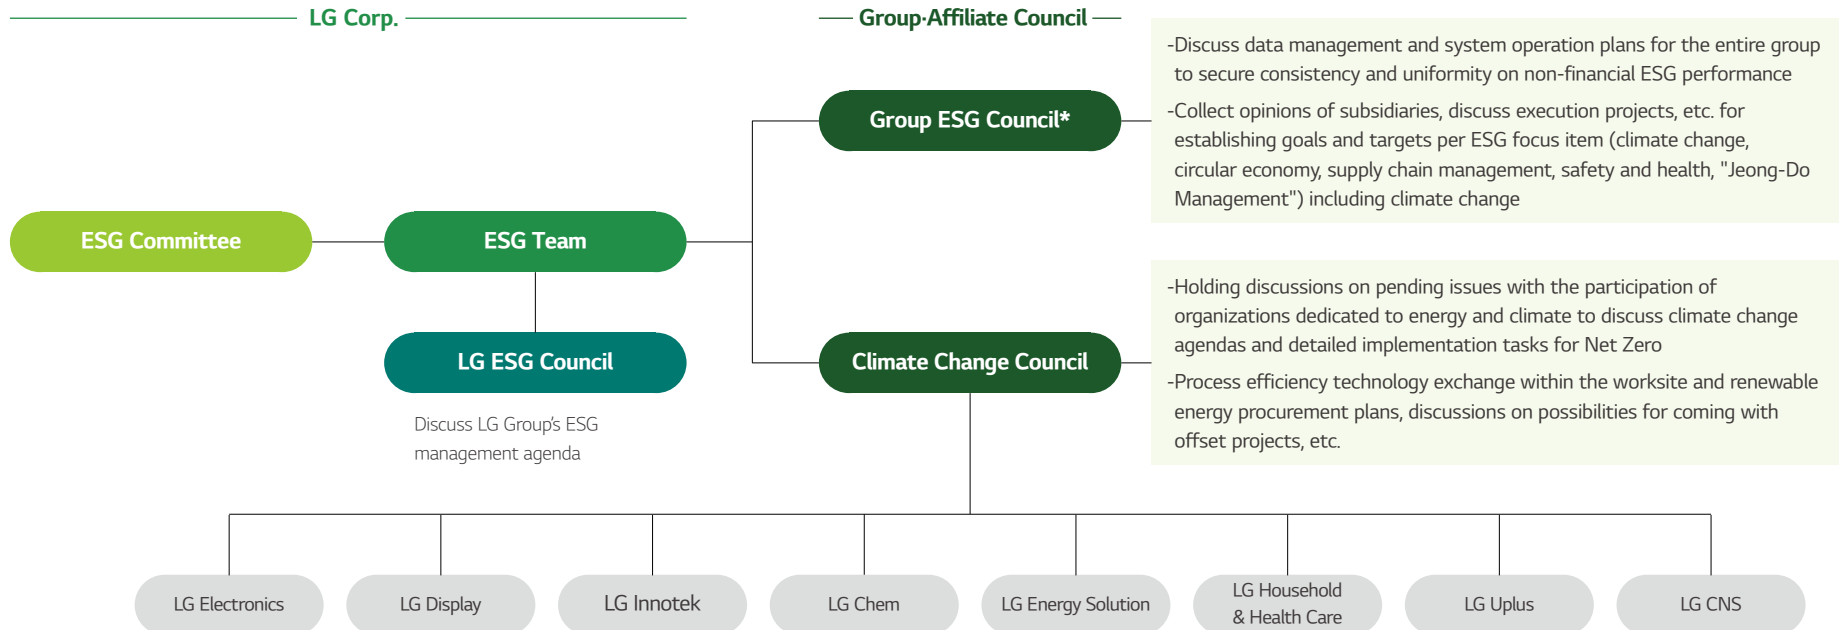 LG Corp.
Group·Affiliate Council
-Discuss data management and system operation plans for the entire group
to secure consistency and uniformity on non-financial ESG performance
-Collect opinions of subsidiaries, discuss execution projects, etc. for
establishing goals and targets per ESG focus item (climate change,
circular economy, supply chain management, safety and health, "Jeong-Do
Management") including climate change
Group ESG Council*
ESG Committee
ESG Team
LG ESG Council
Discuss LG Group's ESG
management agenda
Climate Change Council
-Holding discussions on pending issues with the participation of
organizations dedicated to energy and climate to discuss climate change
agendas and detailed implementation tasks for Net Zero
-Process efficiency technology exchange within the worksite and renewable
energy procurement plans, discussions on possibilities for coming with
offset projects, etc.
LG Electronics
LG Display
LG Innotek
LG Chem
LG Energy Solution
LG Household
& Health Care
LG Uplus
LG CNS